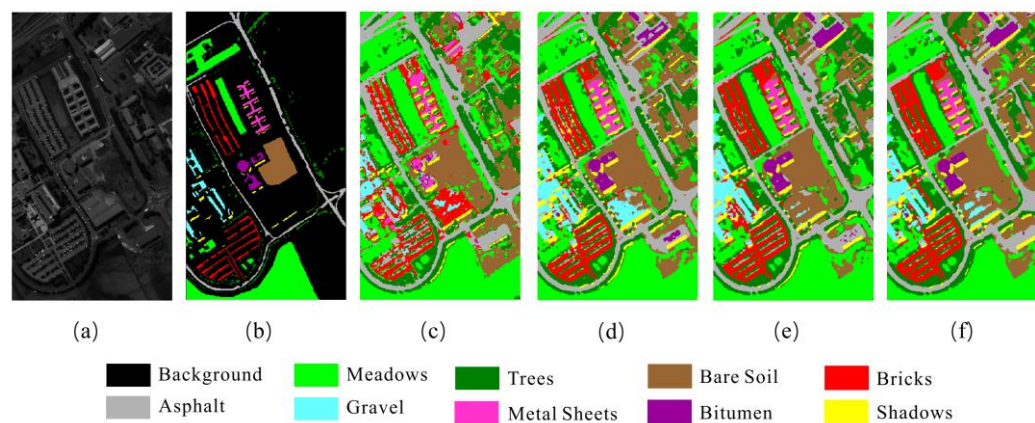 (a) (b) (c) (d) (e) (f)
Background Meadows Trees Bare Soil Bricks
Asphalt Gravel Metal Sheets Bitumen Shadows